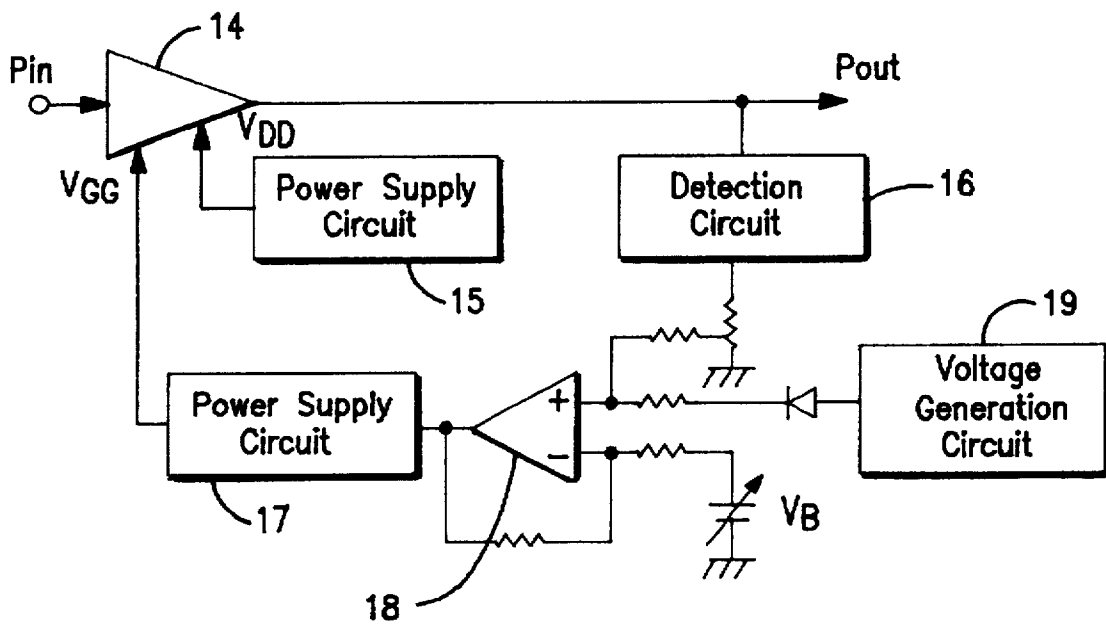 14
Pin
Pout
VDD
VGG
Power Supply
Circuit
15
Detection
Circuit
16
19
Voltage
Generation
Circuit
Power Supply
Circuit
17
+
−
18
VB